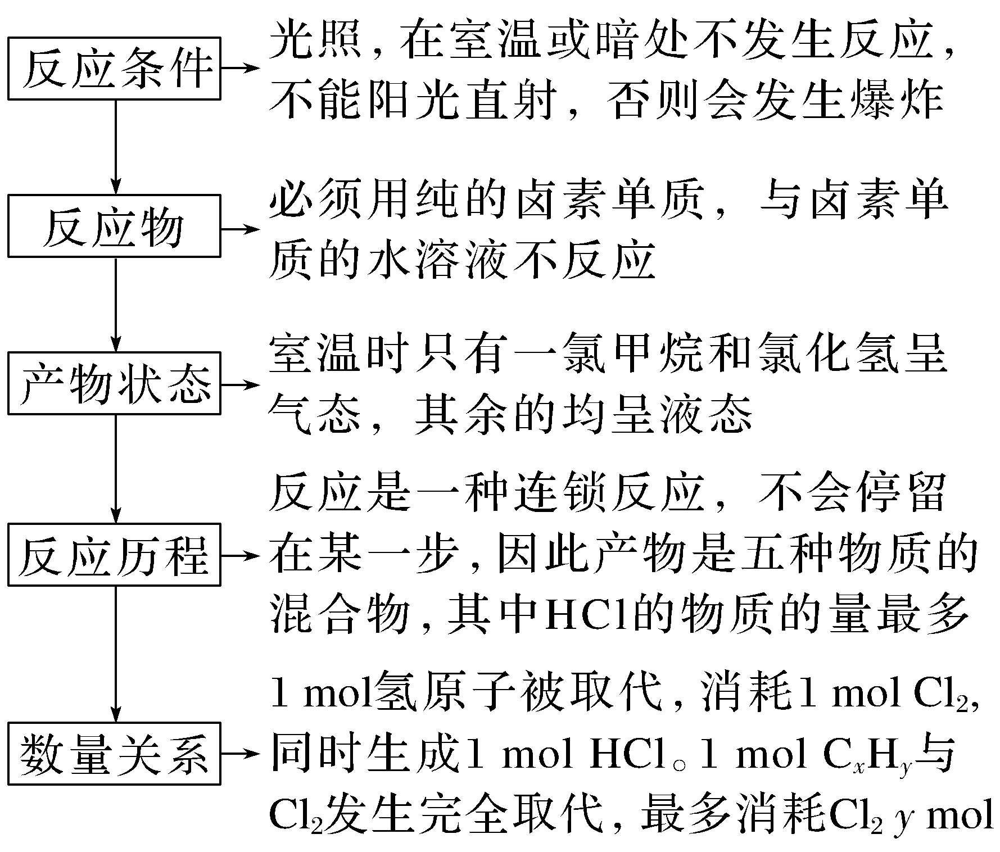 反应条件
光照,在室温或暗处不发生反应,
不能阳光直射,否则会发生爆炸
反应物
必须用纯的卤素单质,与卤素单
质的水溶液不反应
产物状态
室温时只有一氯甲烷和氯化氢呈
气态,其余的均呈液态
反应历程
反应是一种连锁反应,不会停留
在某一步,因此产物是五种物质的
混合物,其中HCl的物质的量最多
数量关系
1 mol氢原子被取代,消耗1 mol Cl₂,
同时生成1 mol HCl。1 mol CₓHᵧ与
Cl₂发生完全取代,最多消耗Cl₂ y mol